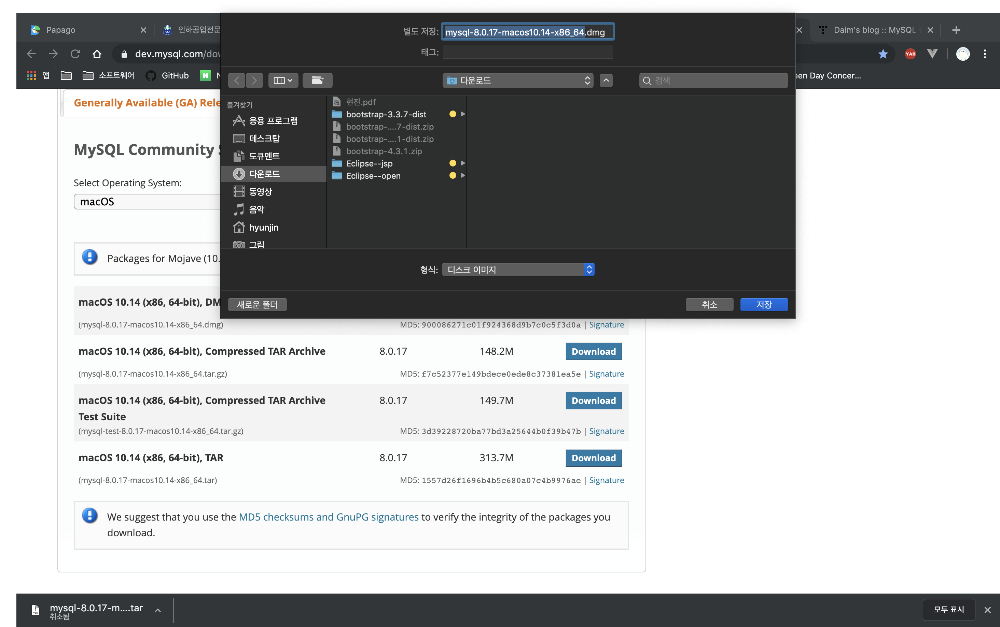 Papago
인하공업전문
Daim's blog :: MySQL
dev.mysql.com/dov
YAB
앱
소프트웨어
GitHub
N
een Day Concer...
별도 저장: mysql-8.0.17-macos10.14-x86_64.dmg
태그:
다운로드
검색
즐겨찾기
응용 프로그램
데스크탑
도큐멘트
다운로드
동영상
음악
hyunjin
그림
현진.pdf
bootstrap-3.3.7-dist
bootstrap-....7-dist.zip
bootstrap-....1-dist.zip
bootstrap-4.3.1.zip
Eclipse--jsp
Eclipse--open
형식: 디스크 이미지
새로운 폴더
취소
저장
Generally Available (GA) Rele
MySQL Community
Select Operating System:
macOS
Packages for Mojave (10.
macOS 10.14 (x86, 64-bit), DM
(mysql-8.0.17-macos10.14-x86_64.dmg) MD5: 900086271c01f924368d9b7c0c5f3d0a | Signature
macOS 10.14 (x86, 64-bit), Compressed TAR Archive 8.0.17 148.2M Download
(mysql-8.0.17-macos10.14-x86_64.tar.gz) MD5: f7c52377e149bdece0ede8c37381ea5e | Signature
macOS 10.14 (x86, 64-bit), Compressed TAR Archive 8.0.17 149.7M Download
Test Suite
(mysql-test-8.0.17-macos10.14-x86_64.tar.gz) MD5: 3d39228720ba77bd3a25644b0f39b47b | Signature
macOS 10.14 (x86, 64-bit), TAR 8.0.17 313.7M Download
(mysql-8.0.17-macos10.14-x86_64.tar) MD5: 1557d26f1696b4b5c680a07c4b9976ae | Signature
We suggest that you use the MD5 checksums and GnuPG signatures to verify the integrity of the packages you
download.
mysql-8.0.17-m....tar
취소됨
모두 표시